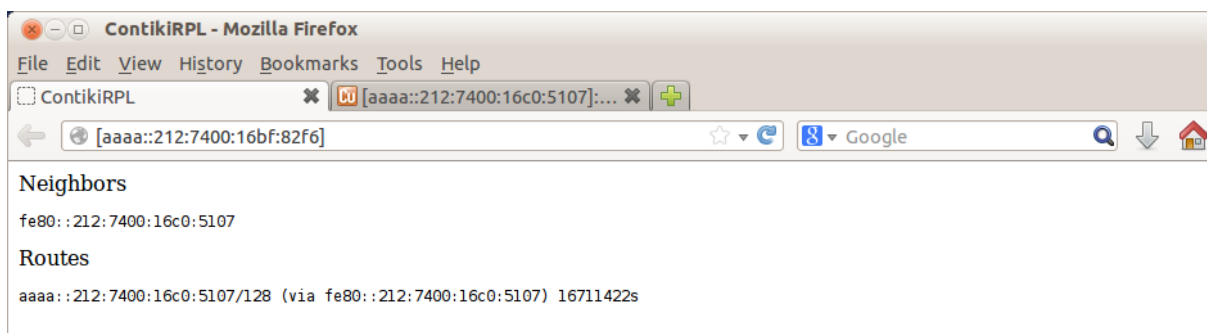 ContikiRPL - Mozilla Firefox
File Edit View History Bookmarks Tools Help
ContikiRPL [aaaa::212:7400:16c0:5107]:...
[aaaa::212:7400:16bf:82f6] Google
Neighbors
fe80::212:7400:16c0:5107
Routes
aaaa::212:7400:16c0:5107/128 (via fe80::212:7400:16c0:5107) 16711422s